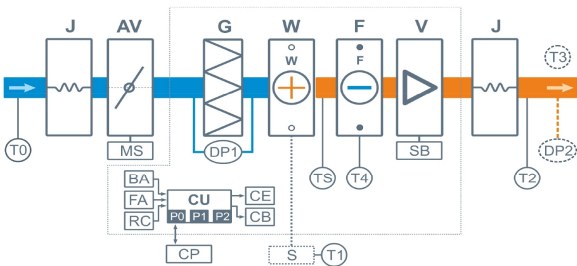 J AV G W F V J
W F T3
T0 MS DP1 TS T4 SB T2 DP2
BA
FA
RC
CU
P0 P1 P2
CE
CB
CP
S T1